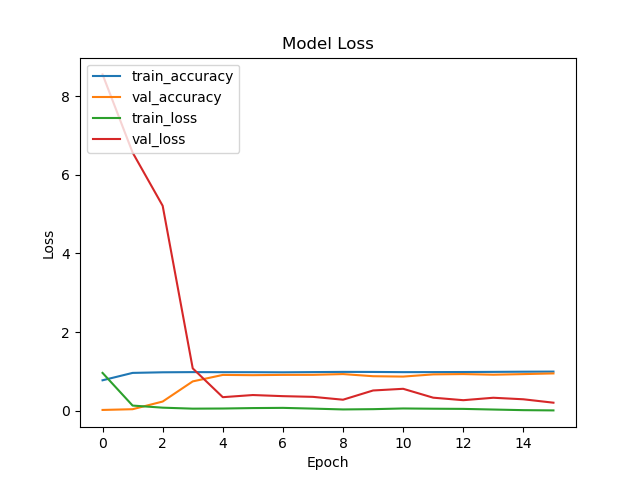 Model Loss
train_accuracy
val_accuracy
train_loss
val_loss
8
6
4
2
0
Loss
0 2 4 6 8 10 12 14
Epoch